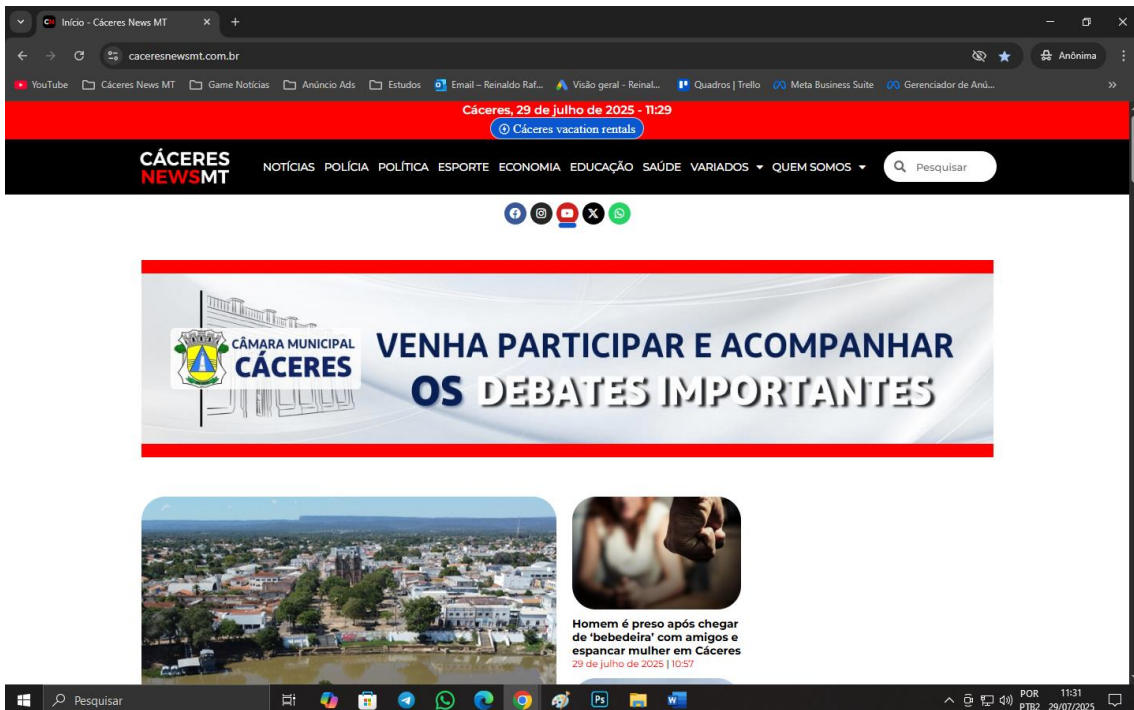 Início - Cáceres News MT
caceresnewsmt.com.br
Anônima
YouTube Cáceres News MT Game Notícias Anúncio Ads Estudos Email – Reinaldo Raf... Visão geral - Reinal... Quadros | Trello Meta Business Suite Gerenciador de Anú...
Cáceres, 29 de julho de 2025 - 11:29
Cáceres vacation rentals
CÁCERES
NEWSMT
NOTÍCIAS POLÍCIA POLÍTICA ESPORTE ECONOMIA EDUCAÇÃO SAÚDE VARIADOS QUEM SOMOS
Pesquisar
CÂMARA MUNICIPAL
CÁCERES
VENHA PARTICIPAR E ACOMPANHAR
OS DEBATES IMPORTANTES
Homem é preso após chegar
de ‘bebedeira’ com amigos e
espancar mulher em Cáceres
29 de julho de 2025 | 10:57
Pesquisar
Ps
POR
PTB2
11:31
29/07/2025